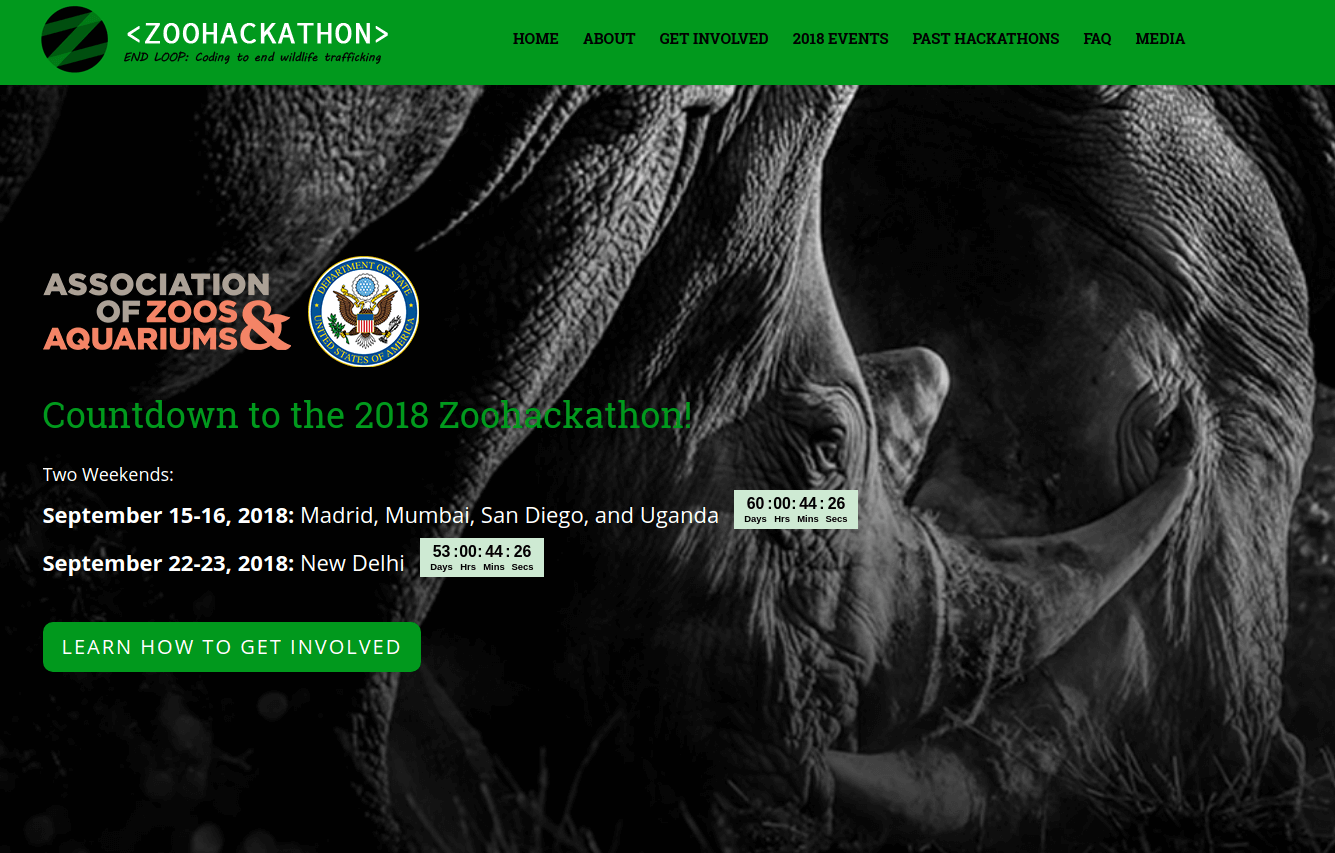 <ZOOHACKATHON>
END LOOP: Coding to end wildlife trafficking
HOME ABOUT GET INVOLVED 2018 EVENTS PAST HACKATHONS FAQ MEDIA
ASSOCIATION
OF ZOOS
AQUARIUMS &
DEPARTMENT OF STATE
UNITED STATES OF AMERICA
Countdown to the 2018 Zoohackathon!
Two Weekends:
September 15-16, 2018: Madrid, Mumbai, San Diego, and Uganda
60 :00: 44 : 26
Days Hrs Mins Secs
September 22-23, 2018: New Delhi
53 :00: 44 : 26
Days Hrs Mins Secs
LEARN HOW TO GET INVOLVED